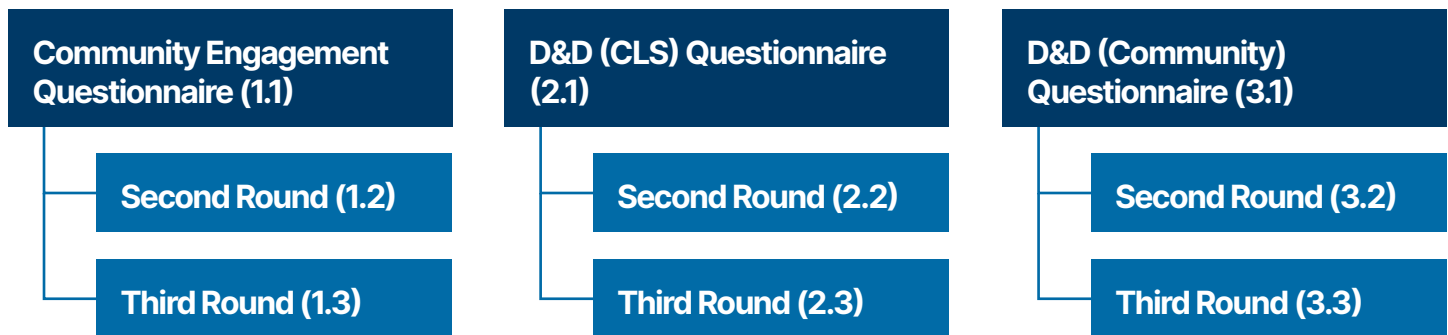 Community Engagement
Questionnaire (1.1)
Second Round (1.2)
Third Round (1.3)
D&D (CLS) Questionnaire
(2.1)
Second Round (2.2)
Third Round (2.3)
D&D (Community)
Questionnaire (3.1)
Second Round (3.2)
Third Round (3.3)